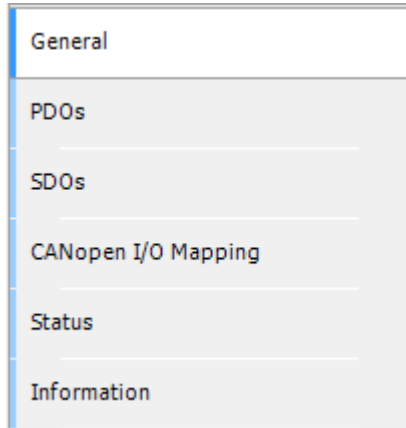 General
PDOs
SDOs
CANopen I/O Mapping
Status
Information